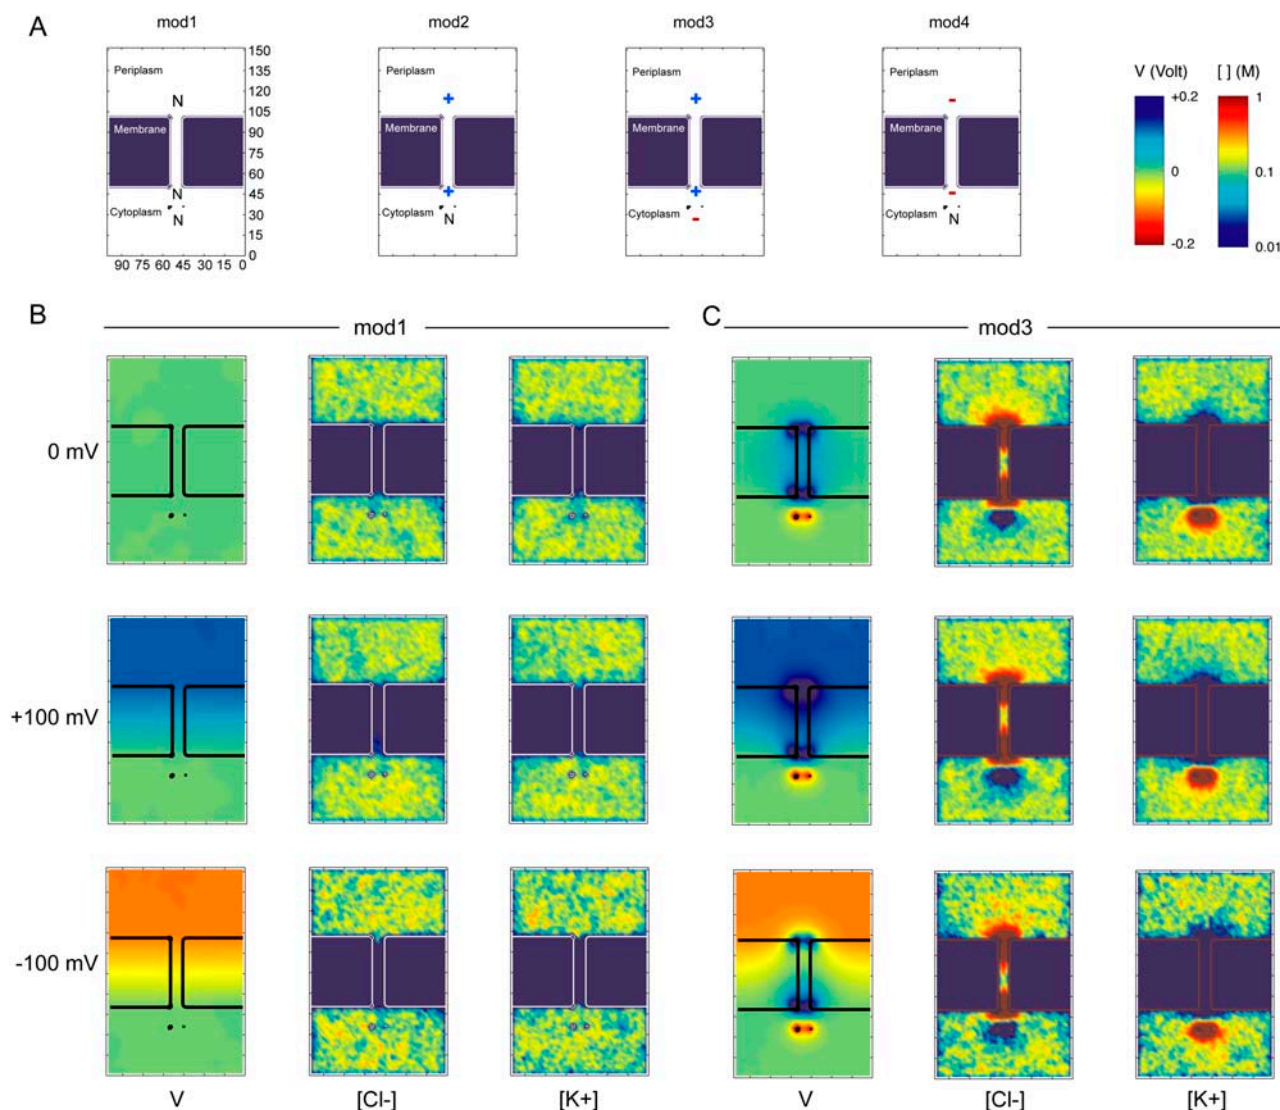 A
mod1
mod2
mod3
mod4
Periplasm
N
Membrane
N
Cytoplasm
N
150
135
120
105
90
75
60
45
30
15
0
90 75 60 45 30 15 0
Periplasm
+
Membrane
+
Cytoplasm
N
Periplasm
+
Membrane
+
Cytoplasm
-
Periplasm
-
Membrane
-
Cytoplasm
N
V (Volt)
+0.2
0
-0.2
[ ] (M)
1
0.1
0.01
B
mod1
C
mod3
0 mV
+100 mV
-100 mV
V
[Cl-]
[K+]
V
[Cl-]
[K+]